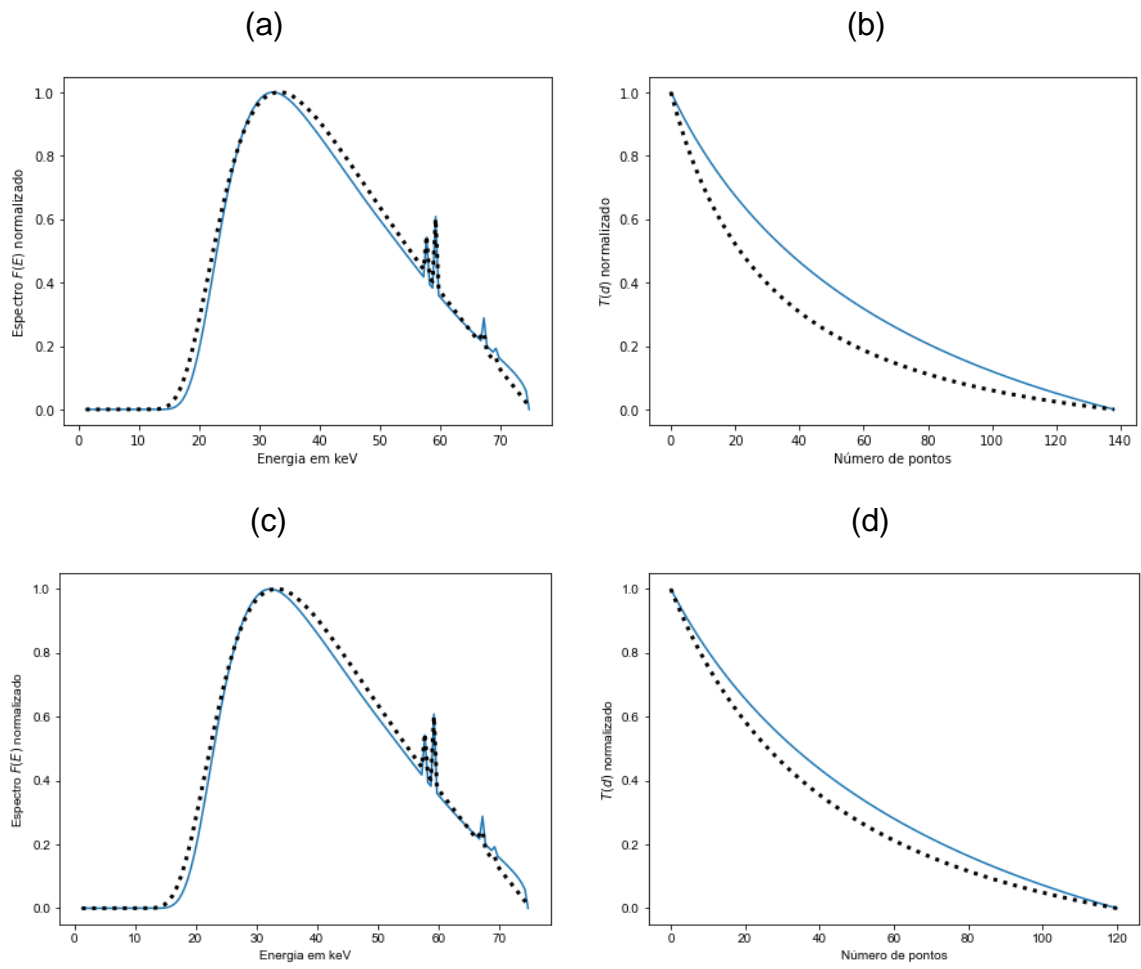 (a)
Espectro F(E) normalizado
1.0
0.8
0.6
0.4
0.2
0.0
0 10 20 30 40 50 60 70
Energia em keV
(b)
T(d) normalizado
1.0
0.8
0.6
0.4
0.2
0.0
0 20 40 60 80 100 120 140
Número de pontos
(c)
Espectro F(E) normalizado
1.0
0.8
0.6
0.4
0.2
0.0
0 10 20 30 40 50 60 70
Energia em keV
(d)
T(d) normalizado
1.0
0.8
0.6
0.4
0.2
0.0
0 20 40 60 80 100 120
Número de pontos